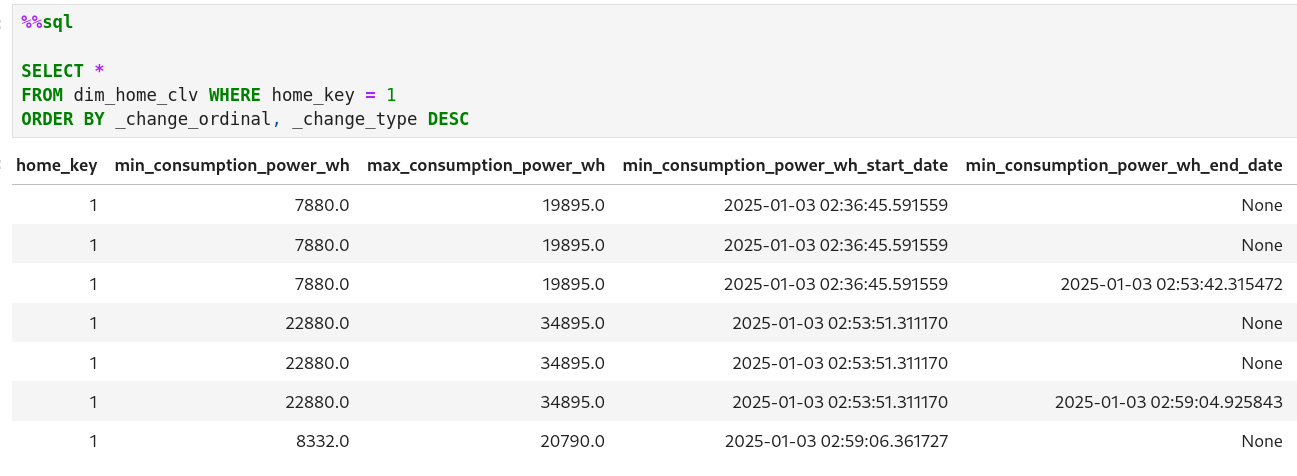 %%sql
SELECT *
FROM dim_home_clv WHERE home_key = 1
ORDER BY _change_ordinal, _change_type DESC
home_key min_consumption_power_wh max_consumption_power_wh min_consumption_power_wh_start_date min_consumption_power_wh_end_date
1 7880.0 19895.0 2025-01-03 02:36:45.591559 None
1 7880.0 19895.0 2025-01-03 02:36:45.591559 None
1 7880.0 19895.0 2025-01-03 02:36:45.591559 2025-01-03 02:53:42.315472
1 22880.0 34895.0 2025-01-03 02:53:51.311170 None
1 22880.0 34895.0 2025-01-03 02:53:51.311170 None
1 22880.0 34895.0 2025-01-03 02:53:51.311170 2025-01-03 02:59:04.925843
1 8332.0 20790.0 2025-01-03 02:59:06.361727 None